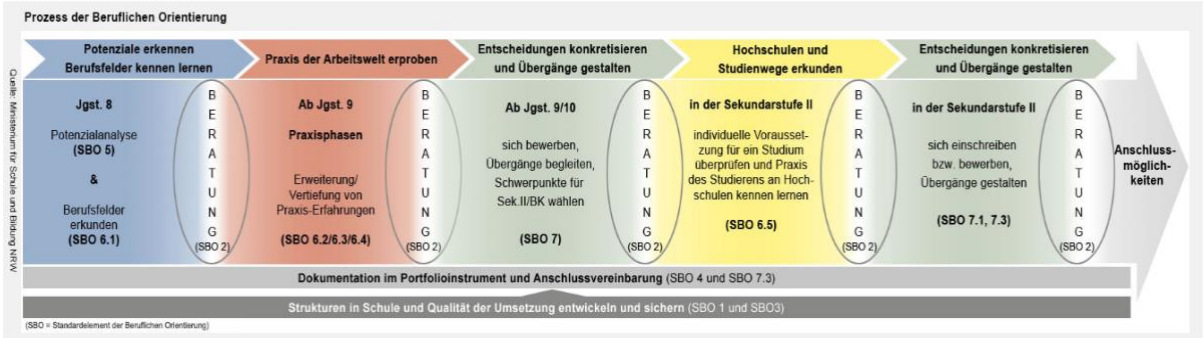 Prozess der Beruflichen Orientierung
Quelle: Ministerium für Schule und Bildung NRW
Potenziale erkennen
Berufsfelder kennen lernen
Jgst. 8
Potenzialanalyse
(SBO 5)
&
Berufsfelder
erkunden
(SBO 6.1)
BERATUNG
(SBO 2)
Praxis der Arbeitswelt erproben
Ab Jgst. 9
Praxisphasen
Erweiterung/
Vertiefung von
Praxis-Erfahrungen
(SBO 6.2/6.3/6.4)
BERATUNG
(SBO 2)
Entscheidungen konkretisieren
und Übergänge gestalten
Ab Jgst. 9/10
sich bewerben,
Übergänge begleiten,
Schwerpunkte für
Sek.II/BK wählen
(SBO 7)
BERATUNG
(SBO 2)
Hochschulen und
Studienwege erkunden
in der Sekundarstufe II
individuelle Vorausset-
zung für ein Studium
überprüfen und Praxis
des Studierens an Hoch-
schulen kennen lernen
(SBO 6.5)
BERATUNG
(SBO 2)
Entscheidungen konkretisieren
und Übergänge gestalten
in der Sekundarstufe II
sich einschreiben
bzw. bewerben,
Übergänge gestalten
(SBO 7.1, 7.3)
BERATUNG
(SBO 2)
Anschluss-
möglich-
keiten
Dokumentation im Portfolioinstrument und Anschlussvereinbarung (SBO 4 und SBO 7.3)
Strukturen in Schule und Qualität der Umsetzung entwickeln und sichern (SBO 1 und SBO3)
(SBO = Standardelement der Beruflichen Orientierung)